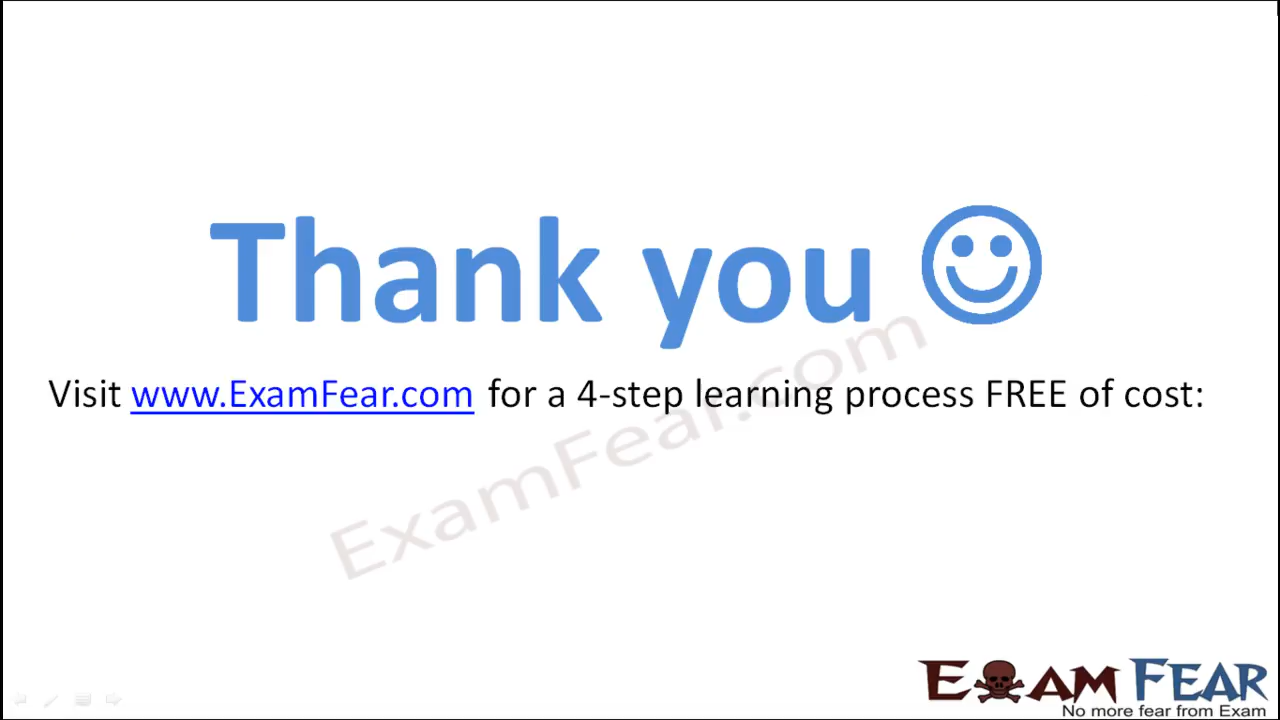 Thank you
Visit www.ExamFear.com for a 4-step learning process FREE of cost:
ExamFear.com
EXAM FEAR
No more fear from Exam